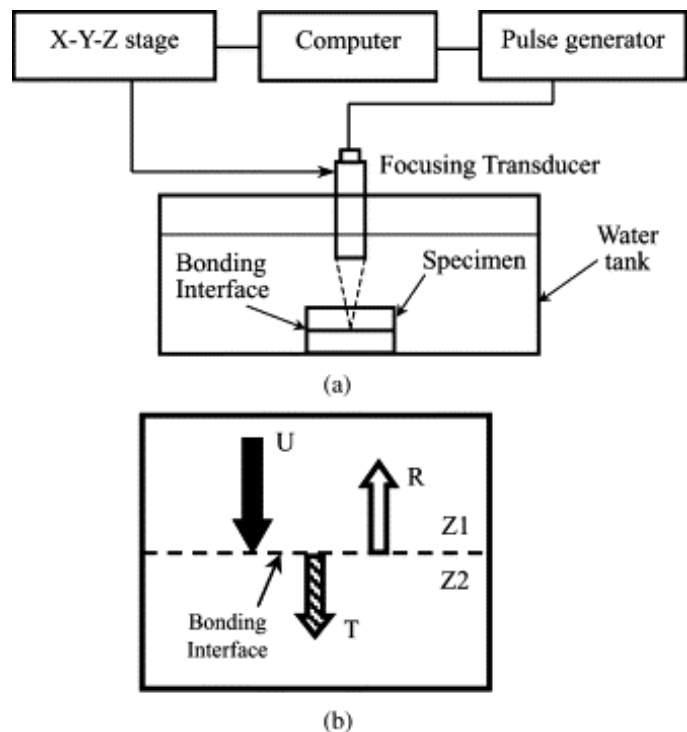 X-Y-Z stage
Computer
Pulse generator
Focusing Transducer
Bonding
Interface
Specimen
Water
tank
(a)
U
R
Z1
Z2
Bonding
Interface
T
(b)